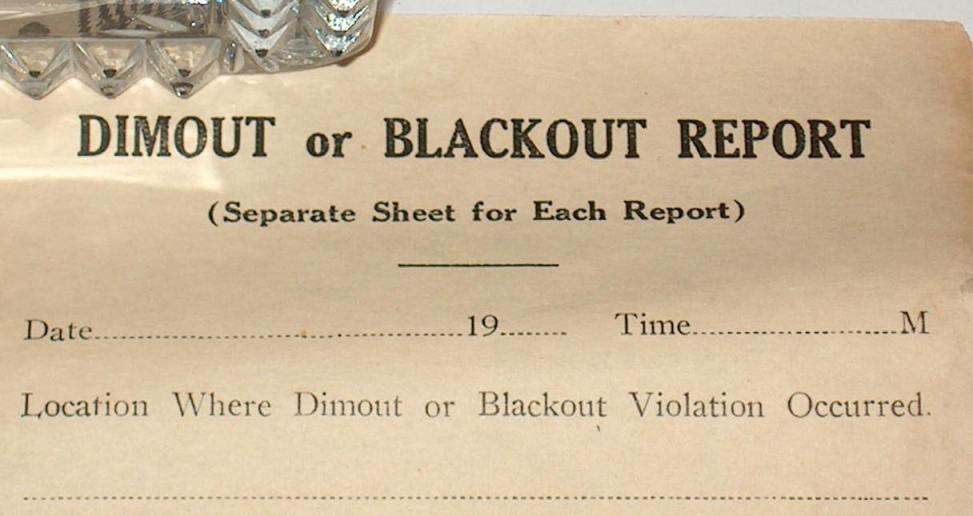 DIMOUT or BLACKOUT REPORT
(Separate Sheet for Each Report)
Date............................................19........ Time........................M
Location Where Dimout or Blackout Violation Occurred.